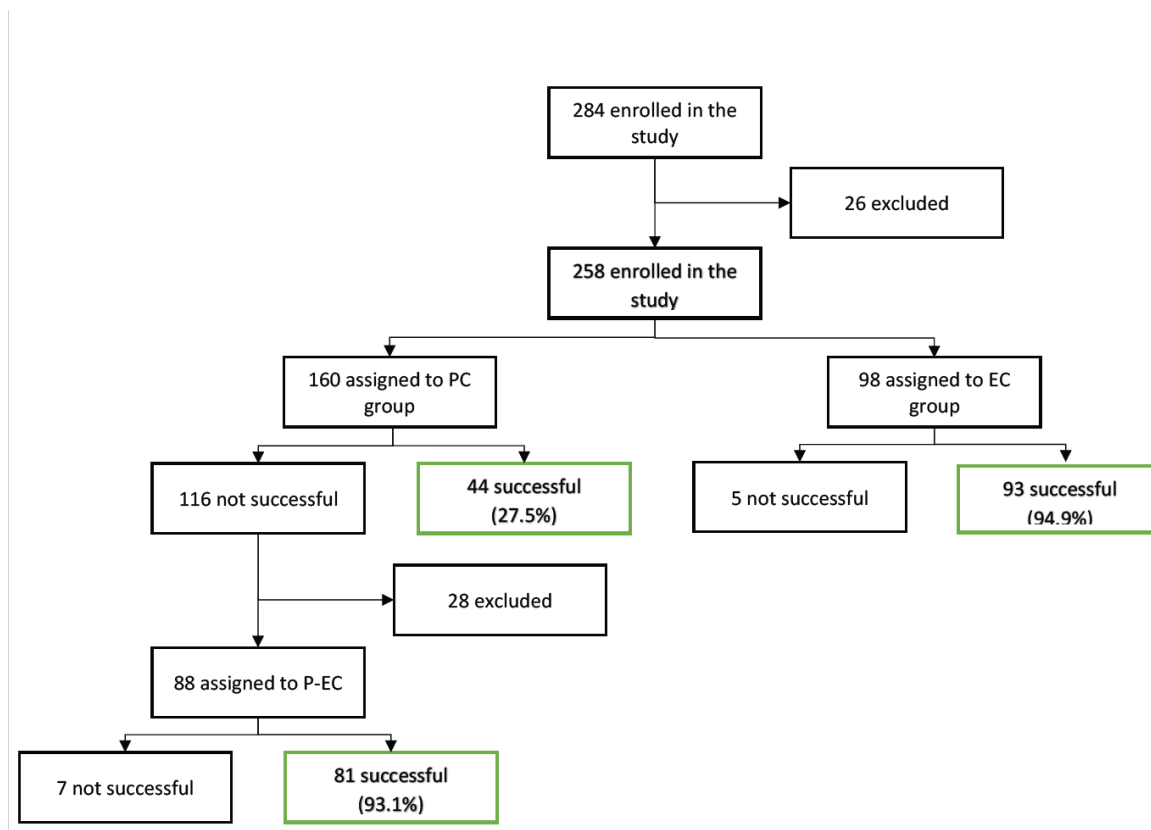 284 enrolled in the
study
26 excluded
258 enrolled in the
study
160 assigned to PC
group
98 assigned to EC
group
116 not successful
44 successful
(27.5%)
5 not successful
93 successful
(94.9%)
28 excluded
88 assigned to P-EC
7 not successful
81 successful
(93.1%)